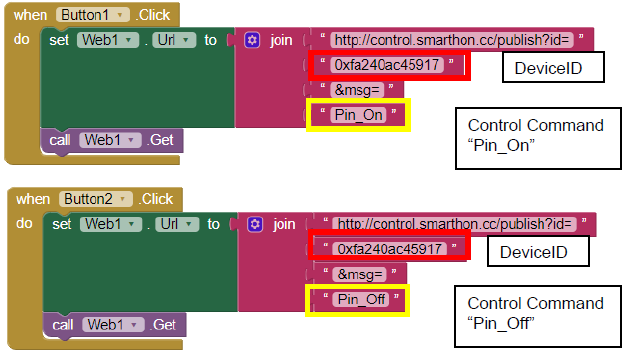 when Button1 .Click
do set Web1 . Url to join " http://control.smarthon.cc/publish?id= "
" 0xfa240ac45917 " DeviceID
" &msg= "
" Pin_On "
Control Command
“Pin_On”
call Web1 .Get
when Button2 .Click
do set Web1 . Url to join " http://control.smarthon.cc/publish?id= "
" 0xfa240ac45917 " DeviceID
" &msg= "
" Pin_Off "
Control Command
“Pin_Off”
call Web1 .Get